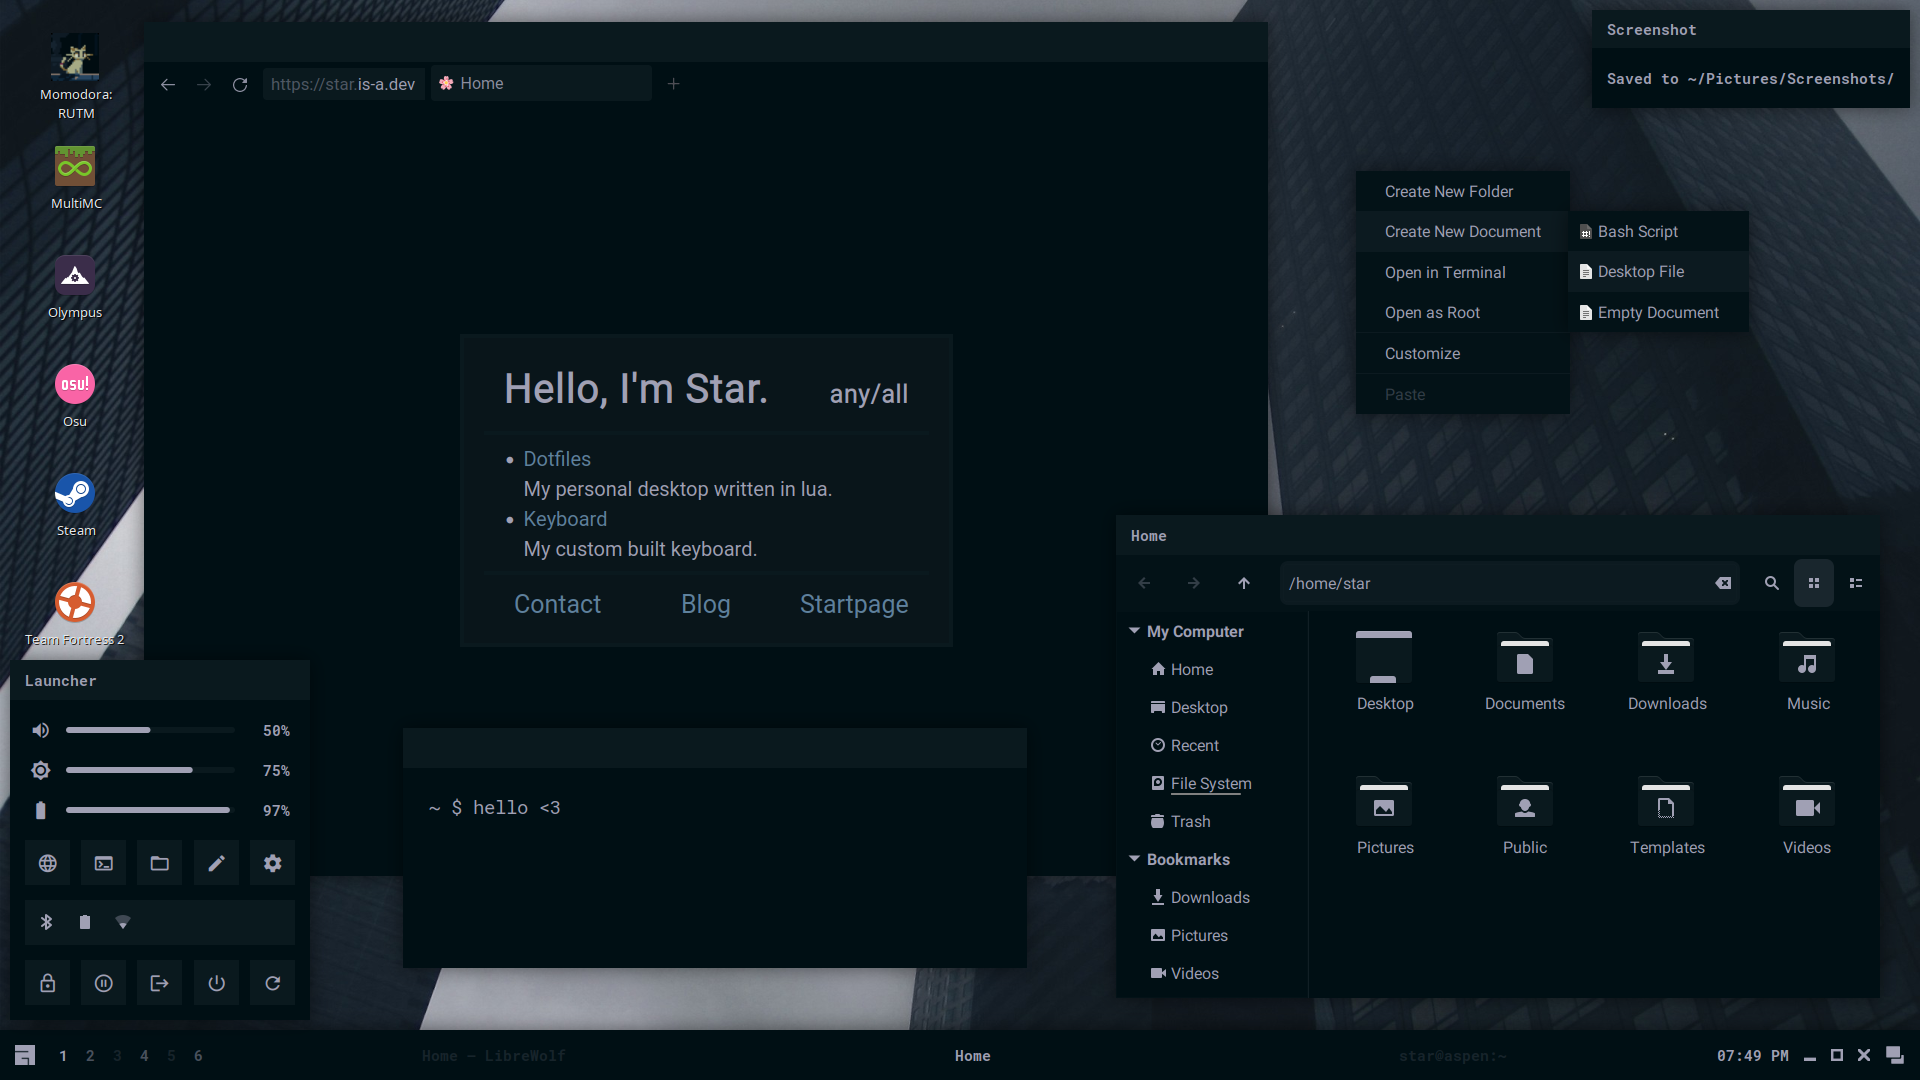 Momodora:
RUTM
MultiMC
Olympus
osu!
Osu
Steam
Team Fortress 2
https://star.is-a.dev
Home
Hello, I'm Star.
any/all
Dotfiles
My personal desktop written in lua.
Keyboard
My custom built keyboard.
Contact
Blog
Startpage
Screenshot
Saved to ~/Pictures/Screenshots/
Create New Folder
Create New Document
Open in Terminal
Open as Root
Customize
Paste
Bash Script
Desktop File
Empty Document
Launcher
50%
75%
97%
~ $ hello <3
Home
/home/star
My Computer
Home
Desktop
Recent
File System
Trash
Bookmarks
Downloads
Pictures
Videos
Desktop
Documents
Downloads
Music
Pictures
Public
Templates
Videos
1 2 3 4 5 6
Home — LibreWolf
Home
star@aspen:~
07:49 PM